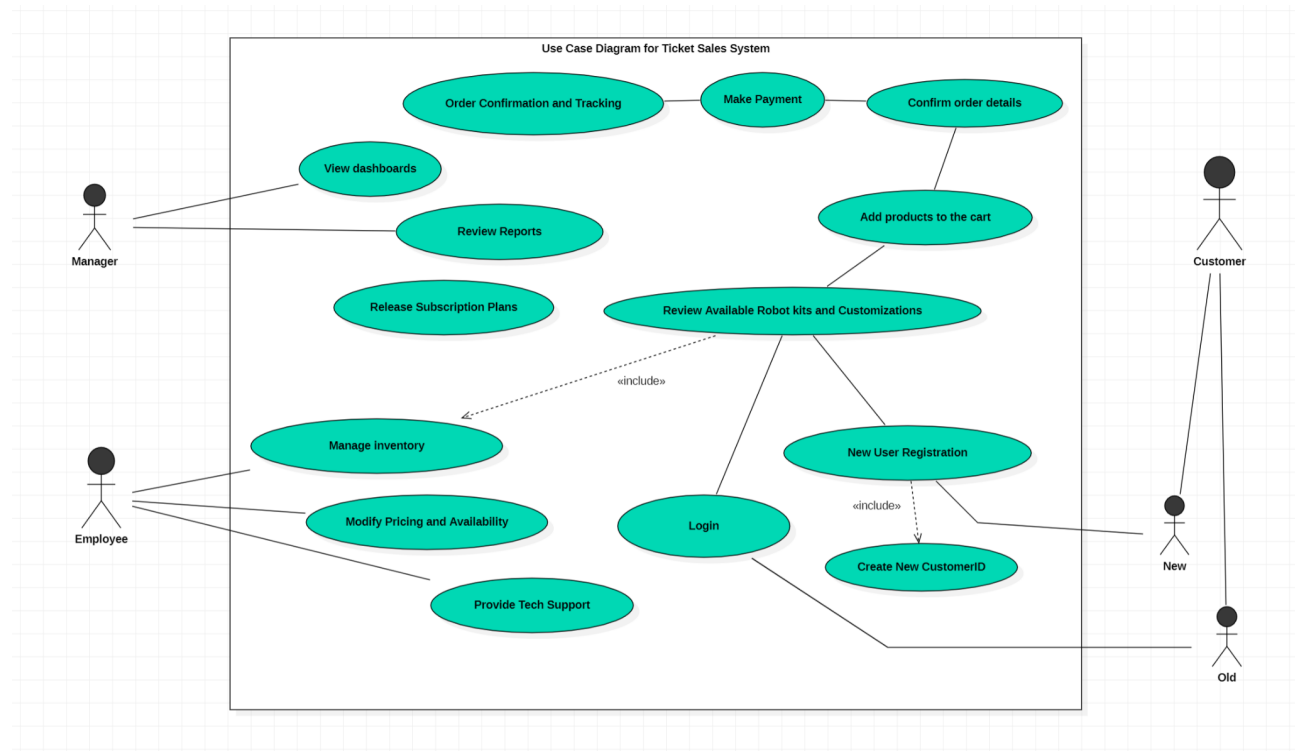 Use Case Diagram for Ticket Sales System
Order Confirmation and Tracking
Make Payment
Confirm order details
View dashboards
Manager
Review Reports
Add products to the cart
Customer
Release Subscription Plans
Review Available Robot kits and Customizations
«include»
Manage inventory
New User Registration
Employee
Modify Pricing and Availability
Login
«include»
New
Create New CustomerID
Provide Tech Support
Old